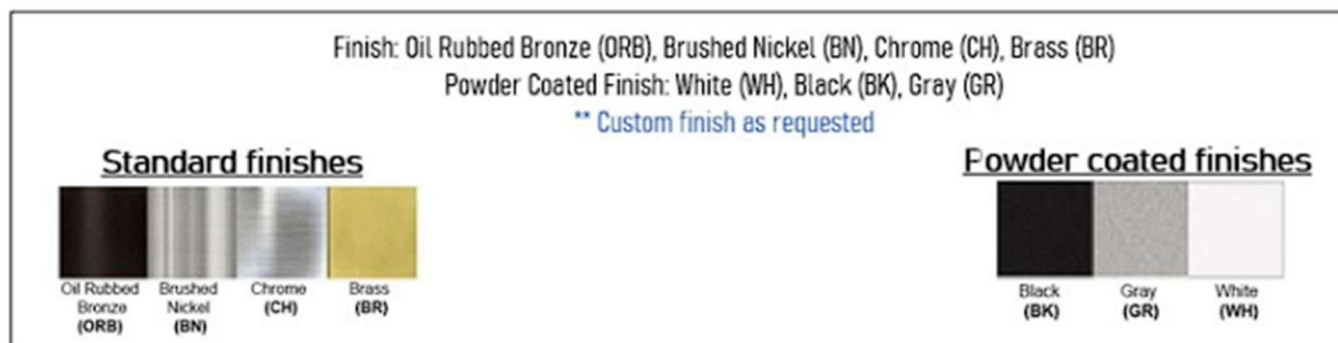 Finish: Oil Rubbed Bronze (ORB), Brushed Nickel (BN), Chrome (CH), Brass (BR)
Powder Coated Finish: White (WH), Black (BK), Gray (GR)
** Custom finish as requested
Standard finishes
Oil Rubbed
Bronze
(ORB)
Brushed
Nickel
(BN)
Chrome
(CH)
Brass
(BR)
Powder coated finishes
Black
(BK)
Gray
(GR)
White
(WH)